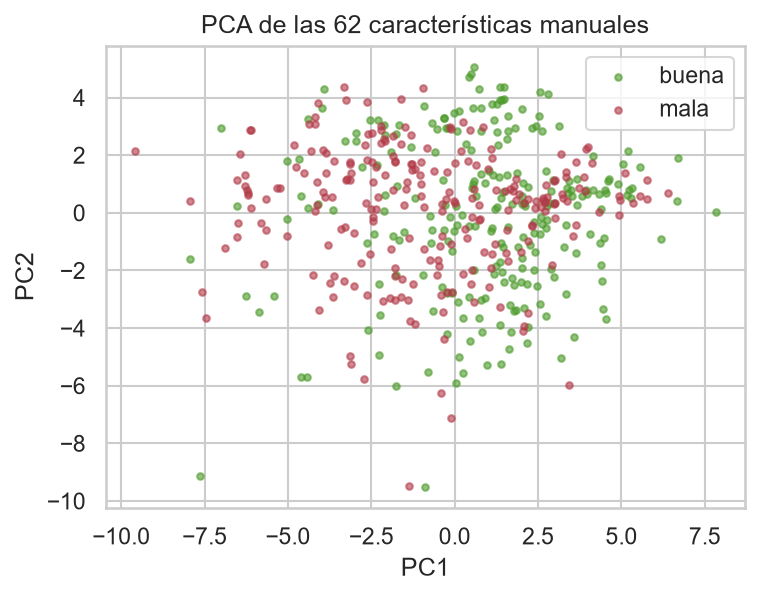 PCA de las 62 características manuales
buena
mala
4
2
0
−2
−4
−6
−8
−10
PC2
−10.0 −7.5 −5.0 −2.5 0.0 2.5 5.0 7.5
PC1